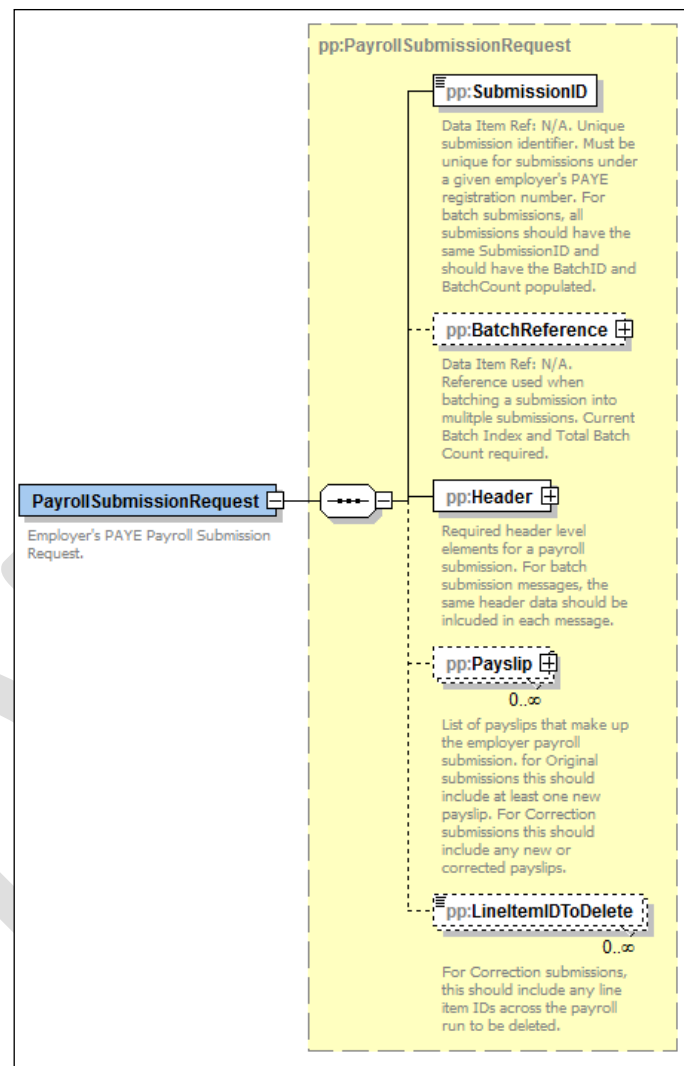 pp:PayrollSubmissionRequest
pp:SubmissionID
Data Item Ref: N/A. Unique
submission identifier. Must be
unique for submissions under
a given employer's PAYE
registration number. For
batch submissions, all
submissions should have the
same SubmissionID and
should have the BatchID and
BatchCount populated.
pp:BatchReference
Data Item Ref: N/A.
Reference used when
batching a submission into
mulitple submissions. Current
Batch Index and Total Batch
Count required.
PayrollSubmissionRequest
Employer's PAYE Payroll Submission
Request.
pp:Header
Required header level
elements for a payroll
submission. For batch
submission messages, the
same header data should be
inlcuded in each message.
pp:Payslip
0..∞
List of payslips that make up
the employer payroll
submission. for Original
submissions this should
include at least one new
payslip. For Correction
submissions this should
include any new or
corrected payslips.
pp:LineItemIDToDelete
0..∞
For Correction submissions,
this should include any line
item IDs across the payroll
run to be deleted.